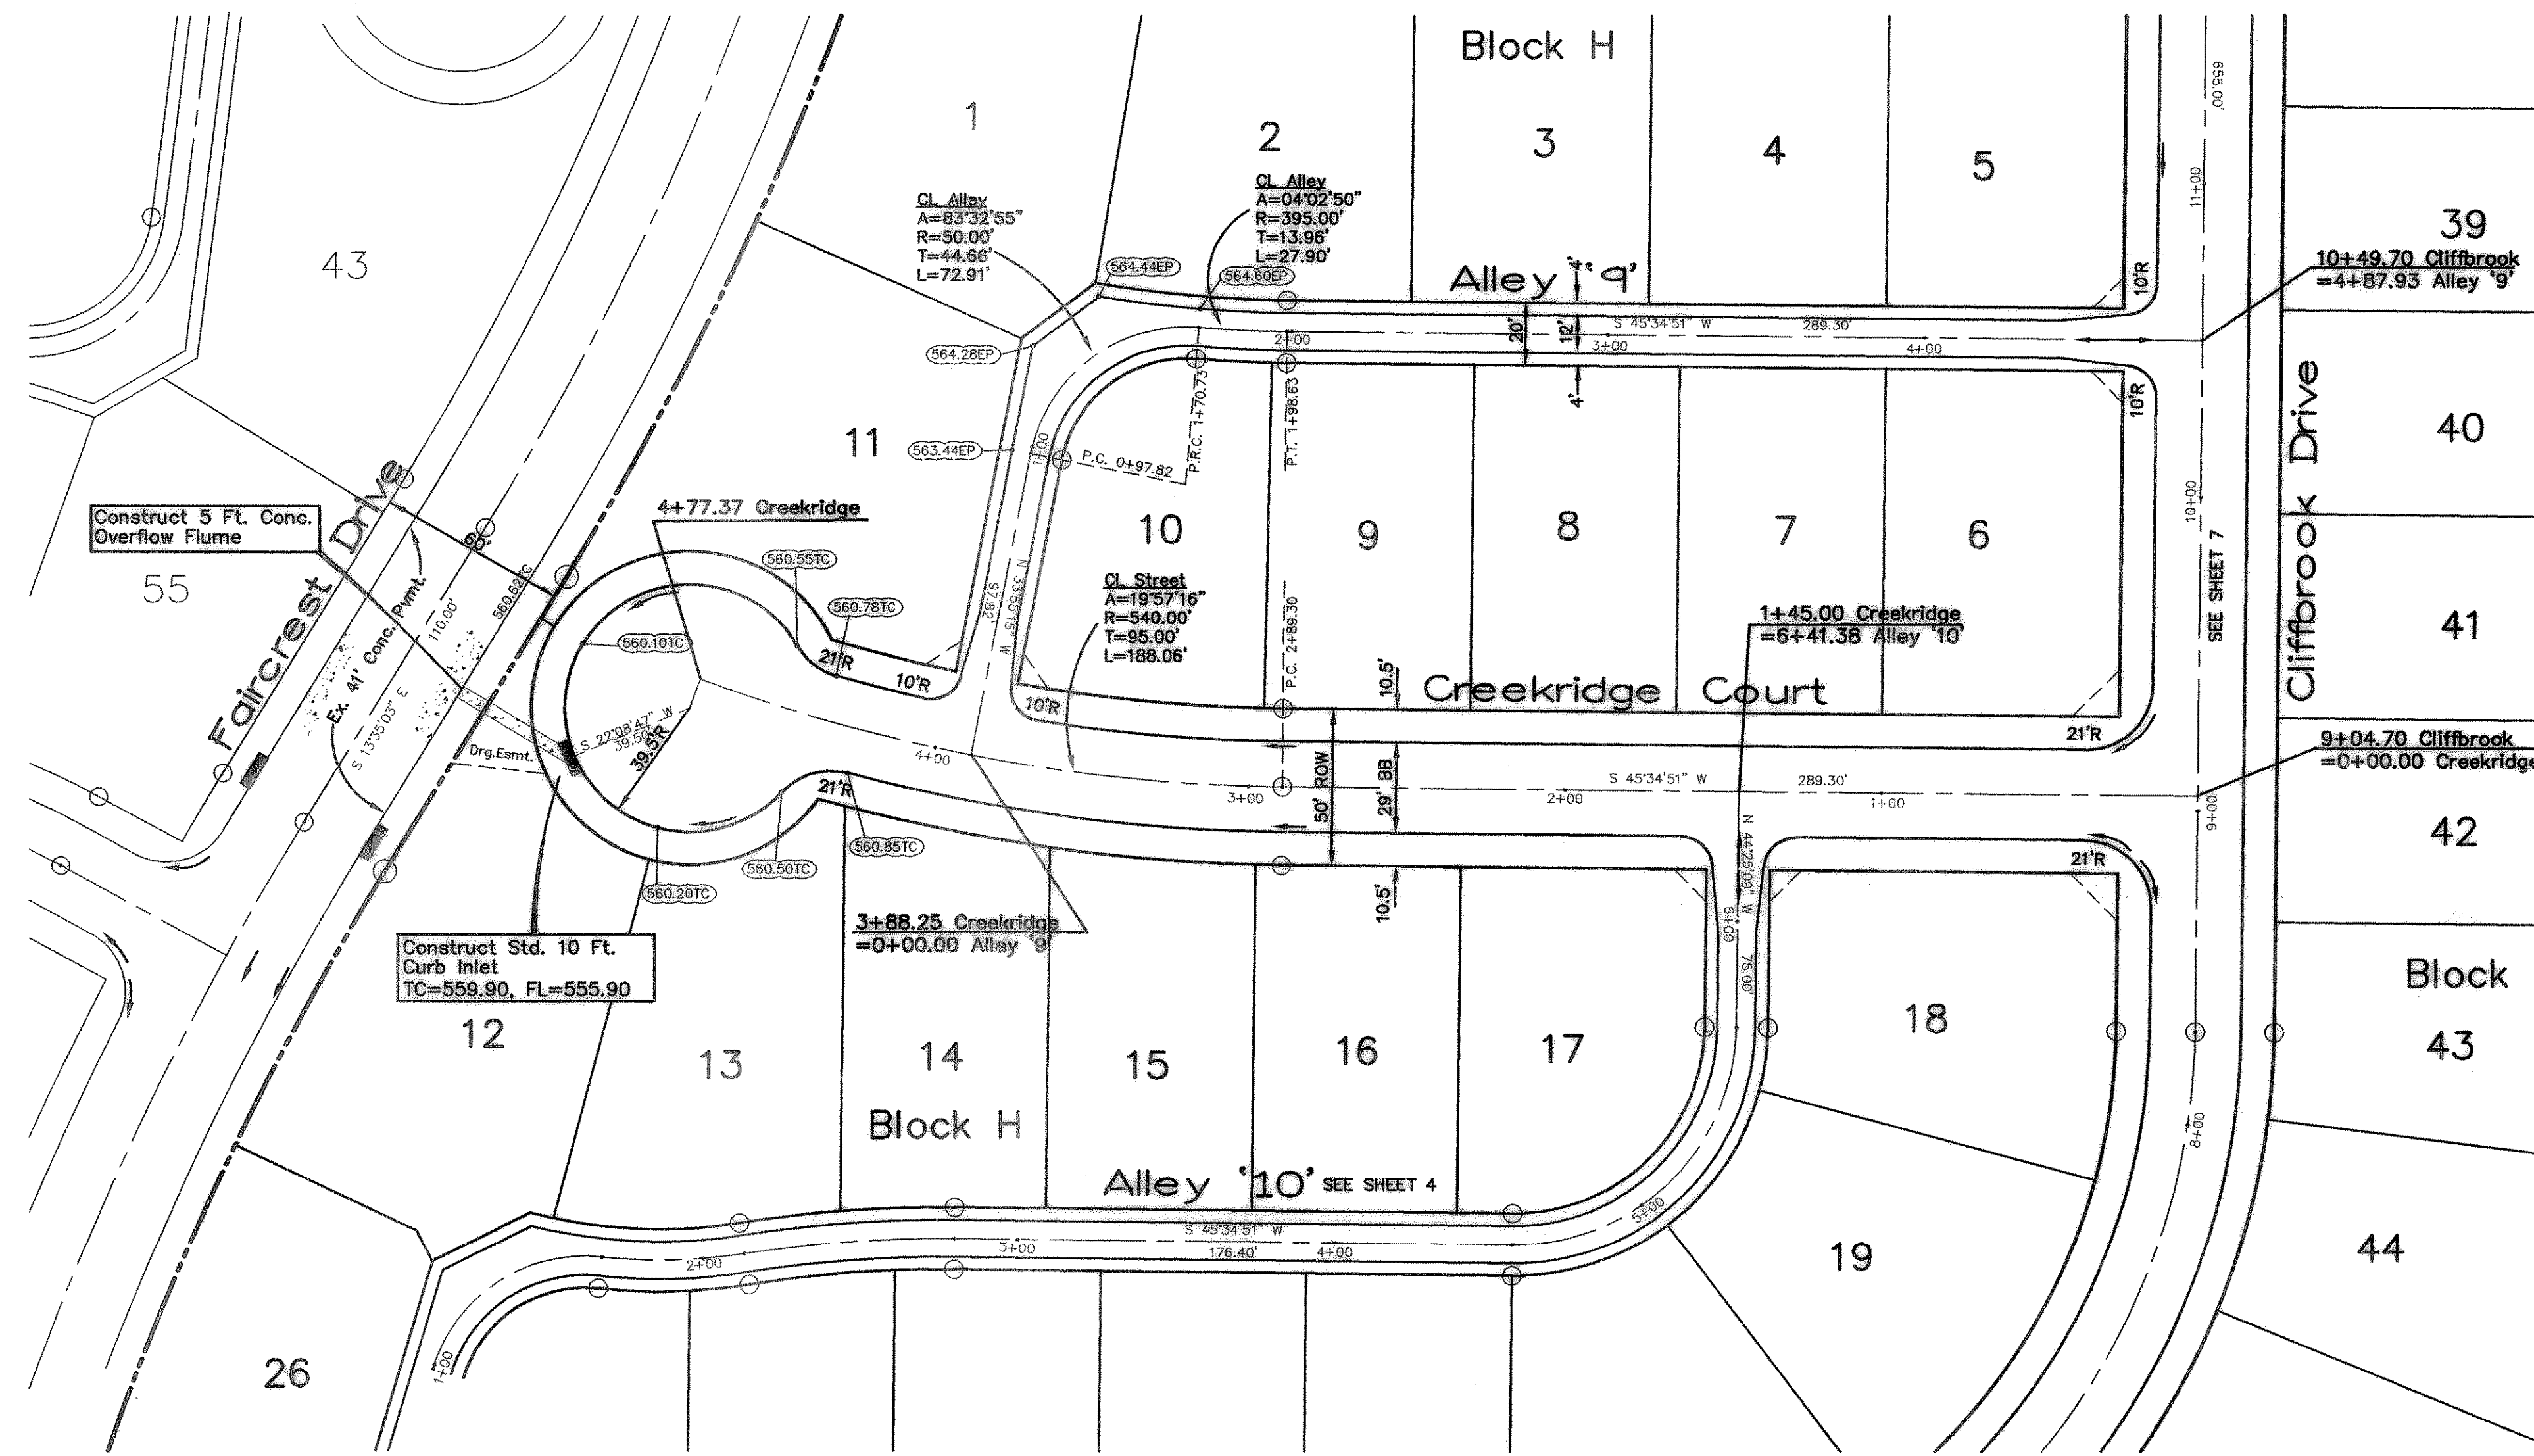 Block H
1
2
3
4
5
655.00'
11+00
39
43
CL Alley
A=83°32'55"
R=50.00'
T=44.66'
L=72.91'
CL Alley
A=04°02'50"
R=395.00'
T=13.96'
L=27.90'
564.44EP
564.60EP
Alley '9'
4'
10'R
10+49.70 Cliffbrook
=4+87.93 Alley '9'
564.28EP
2+00
20'
12'
S 45°34'51" W
289.30'
3+00
4+00
4'
10'R
P.R.C. 1+70.73
P.T. 1+98.63
563.44EP
1+00
P.C. 0+97.82
11
40
Cliffbrook Drive
10+00
SEE SHEET 7
Construct 5 Ft. Conc.
Overflow Flume
4+77.37 Creekridge
10
9
8
7
6
55
Faircrest Drive
60'
Ex. 41' Conc. Pvmt.
110.00'
S 13°35'03" E
560.62TC
560.55TC
560.78TC
560.10TC
21'R
10'R
97.82'
N 33°55'15" W
CL Street
A=19°57'16"
R=540.00'
T=95.00'
L=188.06'
P.C. 2+89.30
1+45.00 Creekridge
=6+41.38 Alley '10'
41
10'R
10.5'
Creekridge Court
S 22°08'47" W
39.50'
39.5'R
Drg.Esmt.
4+00
21'R
9+04.70 Cliffbrook
=0+00.00 Creekridge
3+00
50' ROW
29' BB
2+00
S 45°34'51" W
289.30'
1+00
9+00
21'R
560.85TC
560.50TC
560.20TC
10.5'
N 44°25'09" W
75.00'
6+00
21'R
42
3+88.25 Creekridge
=0+00.00 Alley '9'
Construct Std. 10 Ft.
Curb Inlet
TC=559.90, FL=555.90
Block
12
13
14
15
16
17
18
43
Block H
8+00
Alley '10' SEE SHEET 4
5+00
S 45°34'51" W
176.40'
2+00
3+00
4+00
19
44
26
1+00